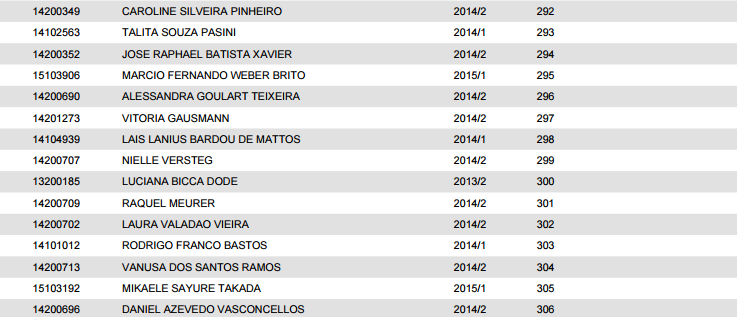 14200349 CAROLINE SILVEIRA PINHEIRO 2014/2 292
14102563 TALITA SOUZA PASINI 2014/1 293
14200352 JOSE RAPHAEL BATISTA XAVIER 2014/2 294
15103906 MARCIO FERNANDO WEBER BRITO 2015/1 295
14200690 ALESSANDRA GOULART TEIXEIRA 2014/2 296
14201273 VITORIA GAUSMANN 2014/2 297
14104939 LAIS LANIUS BARDOU DE MATTOS 2014/1 298
14200707 NIELLE VERSTEG 2014/2 299
13200185 LUCIANA BICCA DODE 2013/2 300
14200709 RAQUEL MEURER 2014/2 301
14200702 LAURA VALADAO VIEIRA 2014/2 302
14101012 RODRIGO FRANCO BASTOS 2014/1 303
14200713 VANUSA DOS SANTOS RAMOS 2014/2 304
15103192 MIKAELE SAYURE TAKADA 2015/1 305
14200696 DANIEL AZEVEDO VASCONCELLOS 2014/2 306